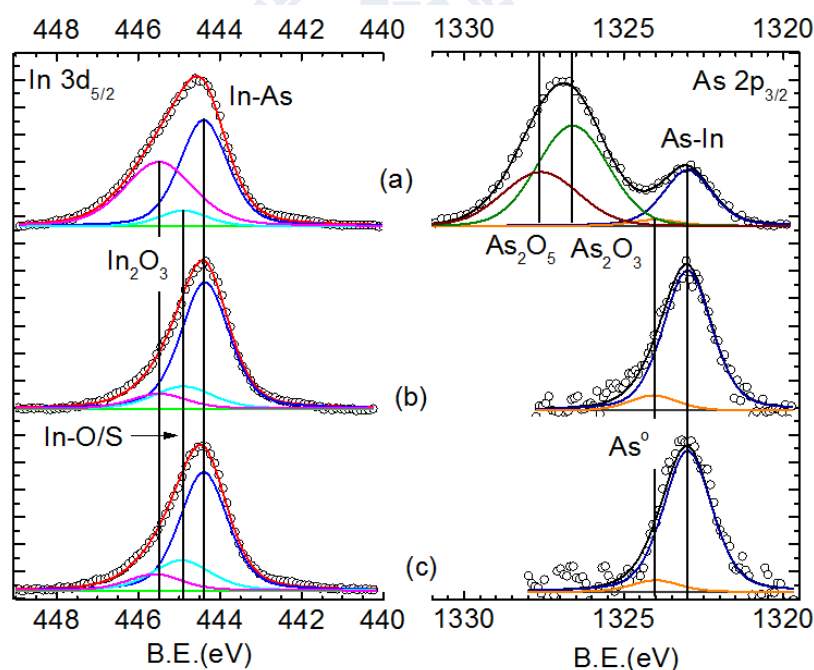 448 446 444 442 440 1330 1325 1320
In 3d₅/₂ In-As As 2p₃/₂ As-In
(a)
In₂O₃ As₂O₅ As₂O₃
(b)
In-O/S Asº
(c)
448 446 444 442 440 1330 1325 1320
B.E.(eV) B.E.(eV)